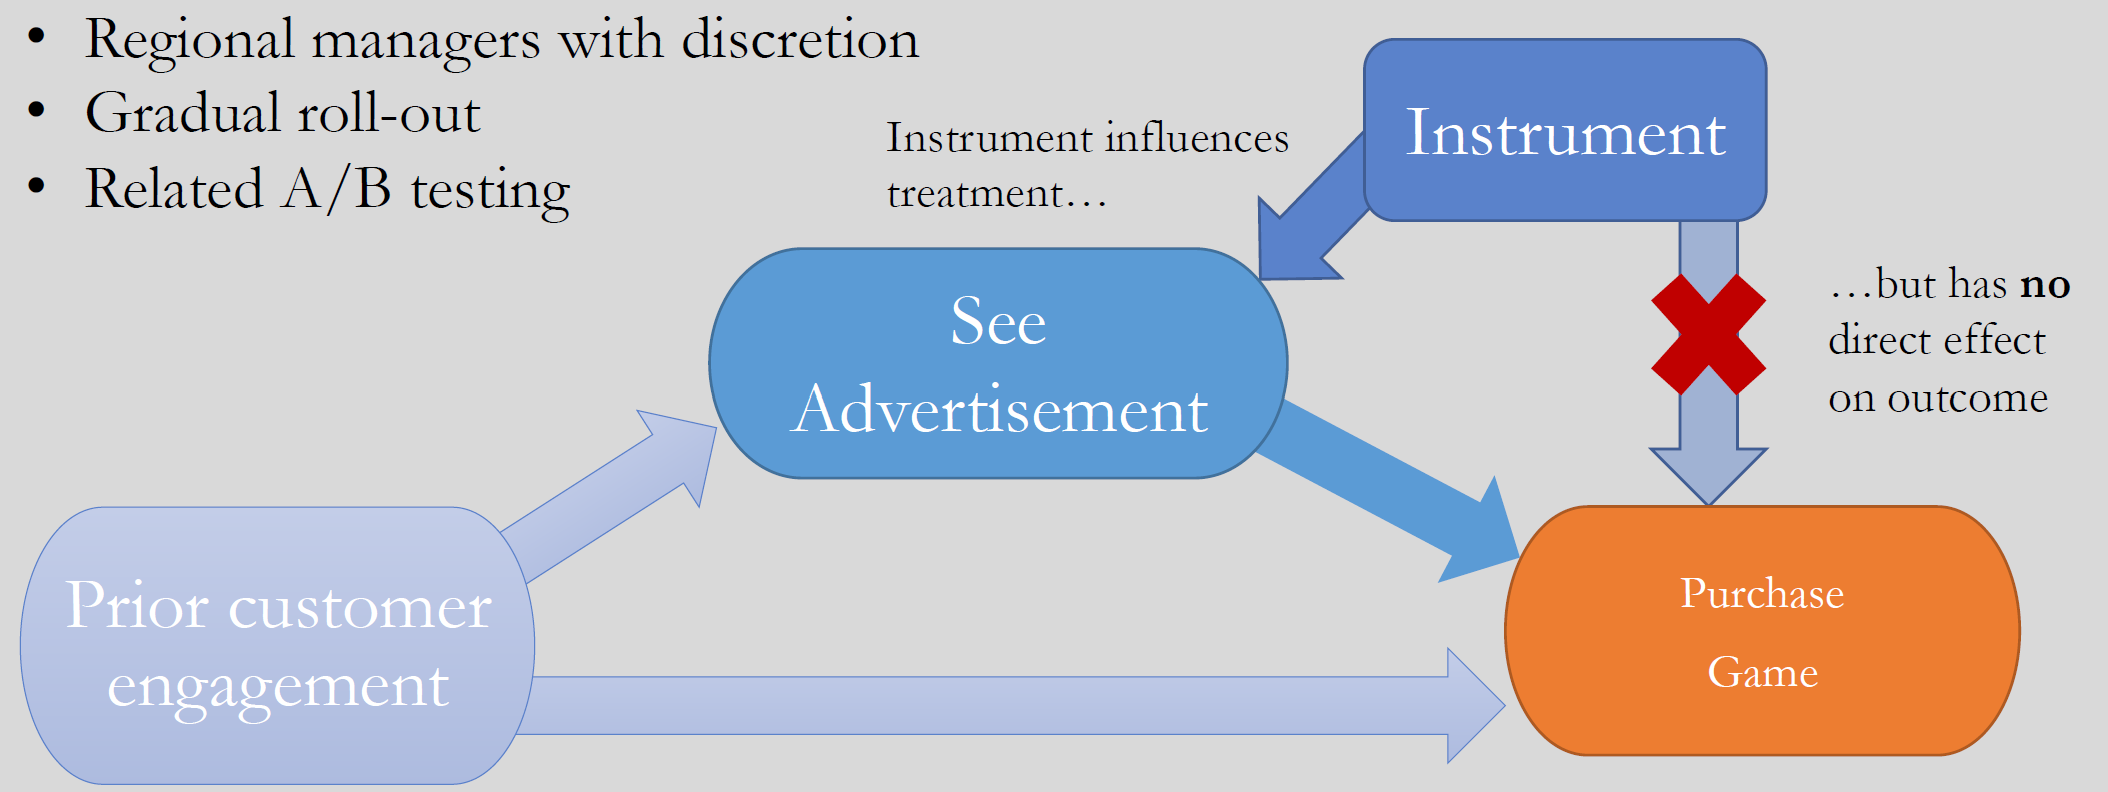 • Regional managers with discretion
• Gradual roll-out
• Related A/B testing
Instrument influences
treatment…
Instrument
See
Advertisement
…but has no
direct effect
on outcome
Prior customer
engagement
Purchase
Game